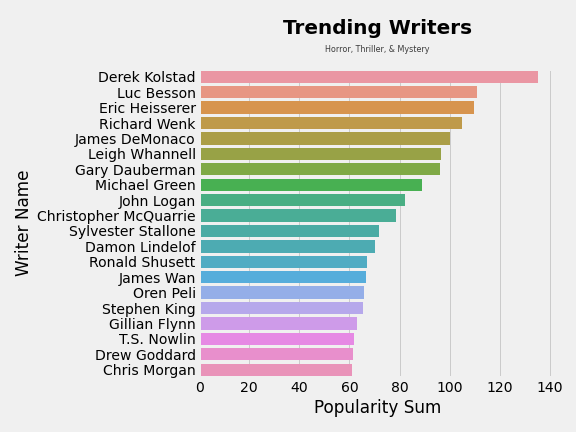 Trending Writers
Horror, Thriller, & Mystery
Writer Name
Derek Kolstad
Luc Besson
Eric Heisserer
Richard Wenk
James DeMonaco
Leigh Whannell
Gary Dauberman
Michael Green
John Logan
Christopher McQuarrie
Sylvester Stallone
Damon Lindelof
Ronald Shusett
James Wan
Oren Peli
Stephen King
Gillian Flynn
T.S. Nowlin
Drew Goddard
Chris Morgan
0 20 40 60 80 100 120 140
Popularity Sum